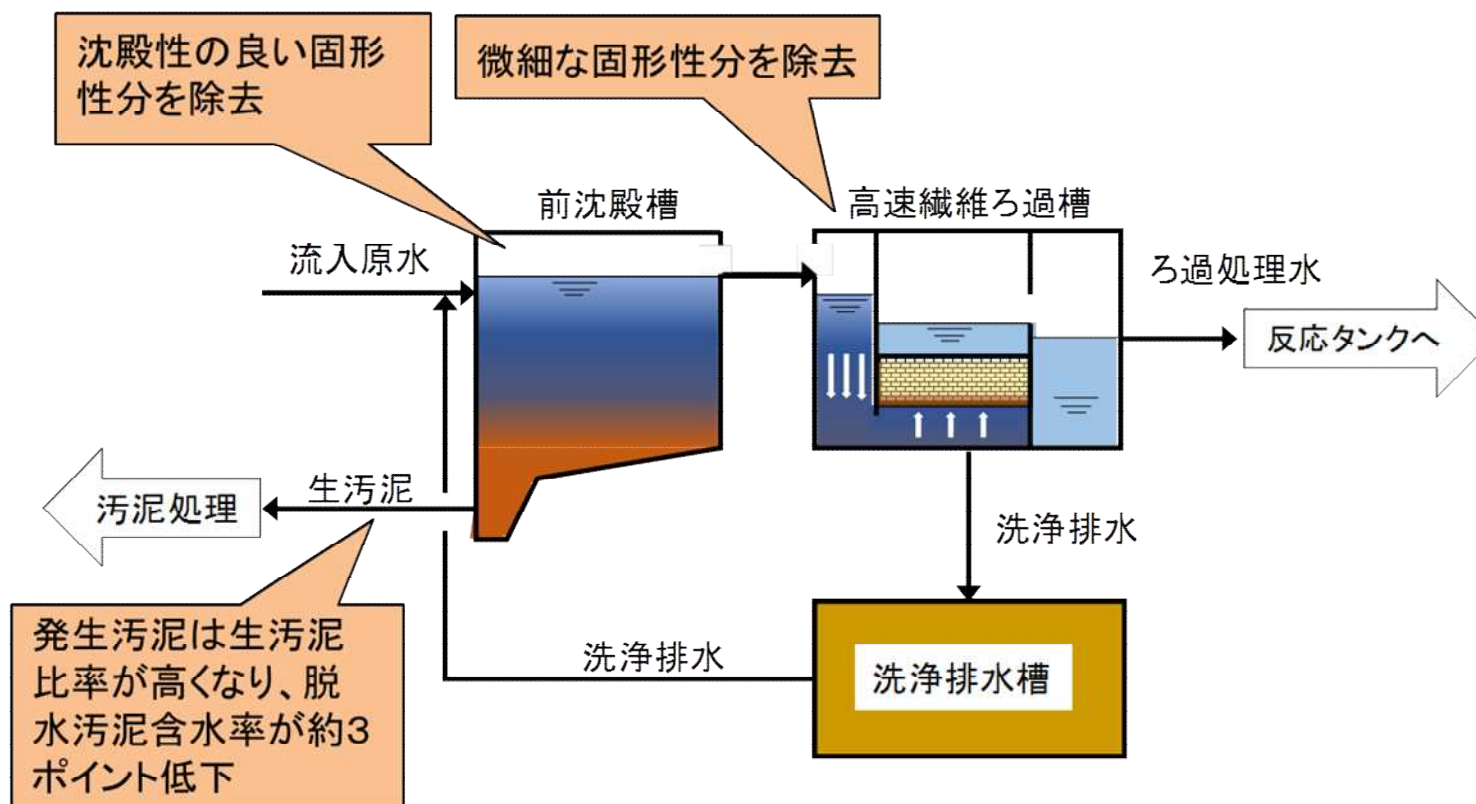 沈殿性の良い固形
性分を除去
微細な固形性分を除去
前沈殿槽
高速繊維ろ過槽
流入原水
ろ過処理水
反応タンクへ
生汚泥
汚泥処理
洗浄排水
発生汚泥は生汚泥
比率が高くなり、脱
水汚泥含水率が約3
ポイント低下
洗浄排水
洗浄排水槽